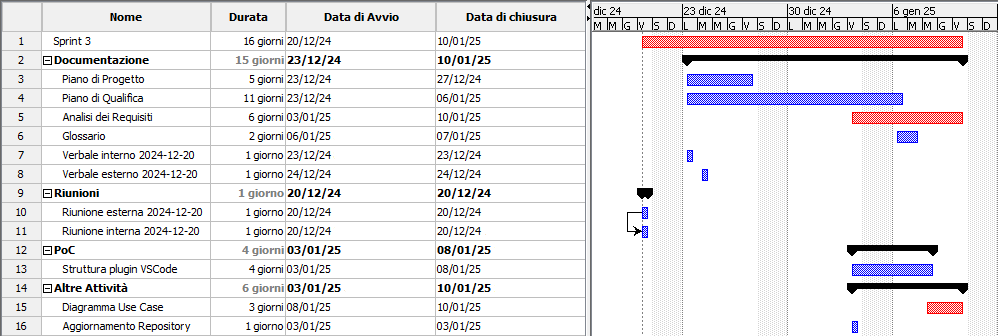 Nome Durata Data di Avvio Data di chiusura dic 24 23 dic 24 30 dic 24 6 gen 25
M M G V S D L M M G V S D L M M G V S D L M M G V S D
1 Sprint 3 16 giorni 20/12/24 10/01/25
2 Documentazione 15 giorni 23/12/24 10/01/25
3 Piano di Progetto 5 giorni 23/12/24 27/12/24
4 Piano di Qualifica 11 giorni 23/12/24 06/01/25
5 Analisi dei Requisiti 6 giorni 03/01/25 10/01/25
6 Glossario 2 giorni 06/01/25 07/01/25
7 Verbale interno 2024-12-20 1 giorno 23/12/24 23/12/24
8 Verbale esterno 2024-12-20 1 giorno 24/12/24 24/12/24
9 Riunioni 1 giorno 20/12/24 20/12/24
10 Riunione esterna 2024-12-20 1 giorno 20/12/24 20/12/24
11 Riunione interna 2024-12-20 1 giorno 20/12/24 20/12/24
12 PoC 4 giorni 03/01/25 08/01/25
13 Struttura plugin VSCode 4 giorni 03/01/25 08/01/25
14 Altre Attività 6 giorni 03/01/25 10/01/25
15 Diagramma Use Case 3 giorni 08/01/25 10/01/25
16 Aggiornamento Repository 1 giorno 03/01/25 03/01/25